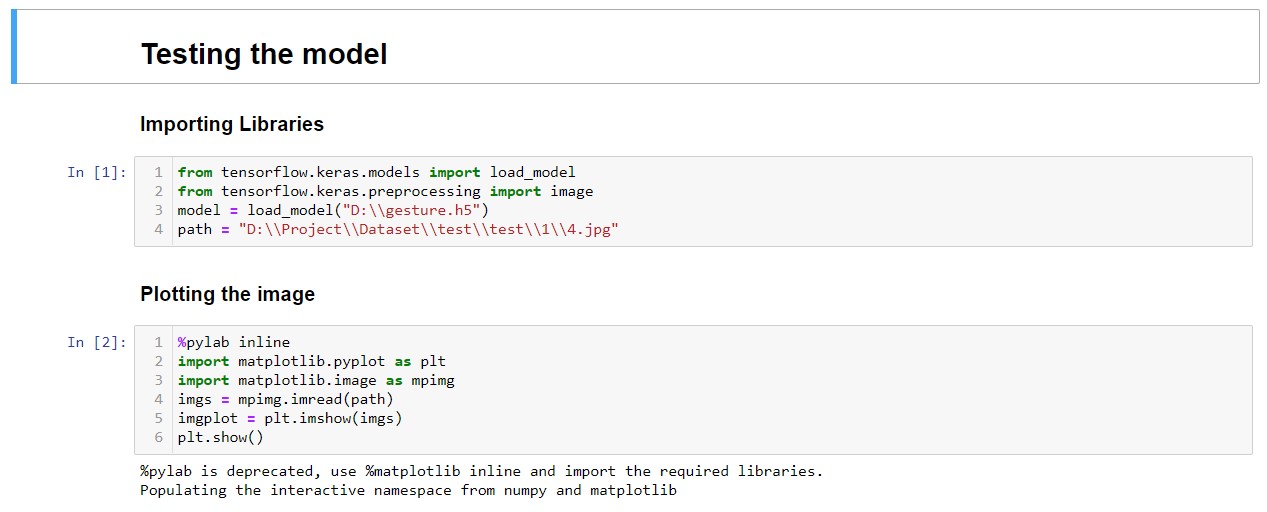 Testing the model
Importing Libraries
In [1]:
1 from tensorflow.keras.models import load_model
2 from tensorflow.keras.preprocessing import image
3 model = load_model("D:\\gesture.h5")
4 path = "D:\\Project\\Dataset\\test\\test\\1\\4.jpg"
Plotting the image
In [2]:
1 %pylab inline
2 import matplotlib.pyplot as plt
3 import matplotlib.image as mpimg
4 imgs = mpimg.imread(path)
5 imgplot = plt.imshow(imgs)
6 plt.show()
%pylab is deprecated, use %matplotlib inline and import the required libraries.
Populating the interactive namespace from numpy and matplotlib